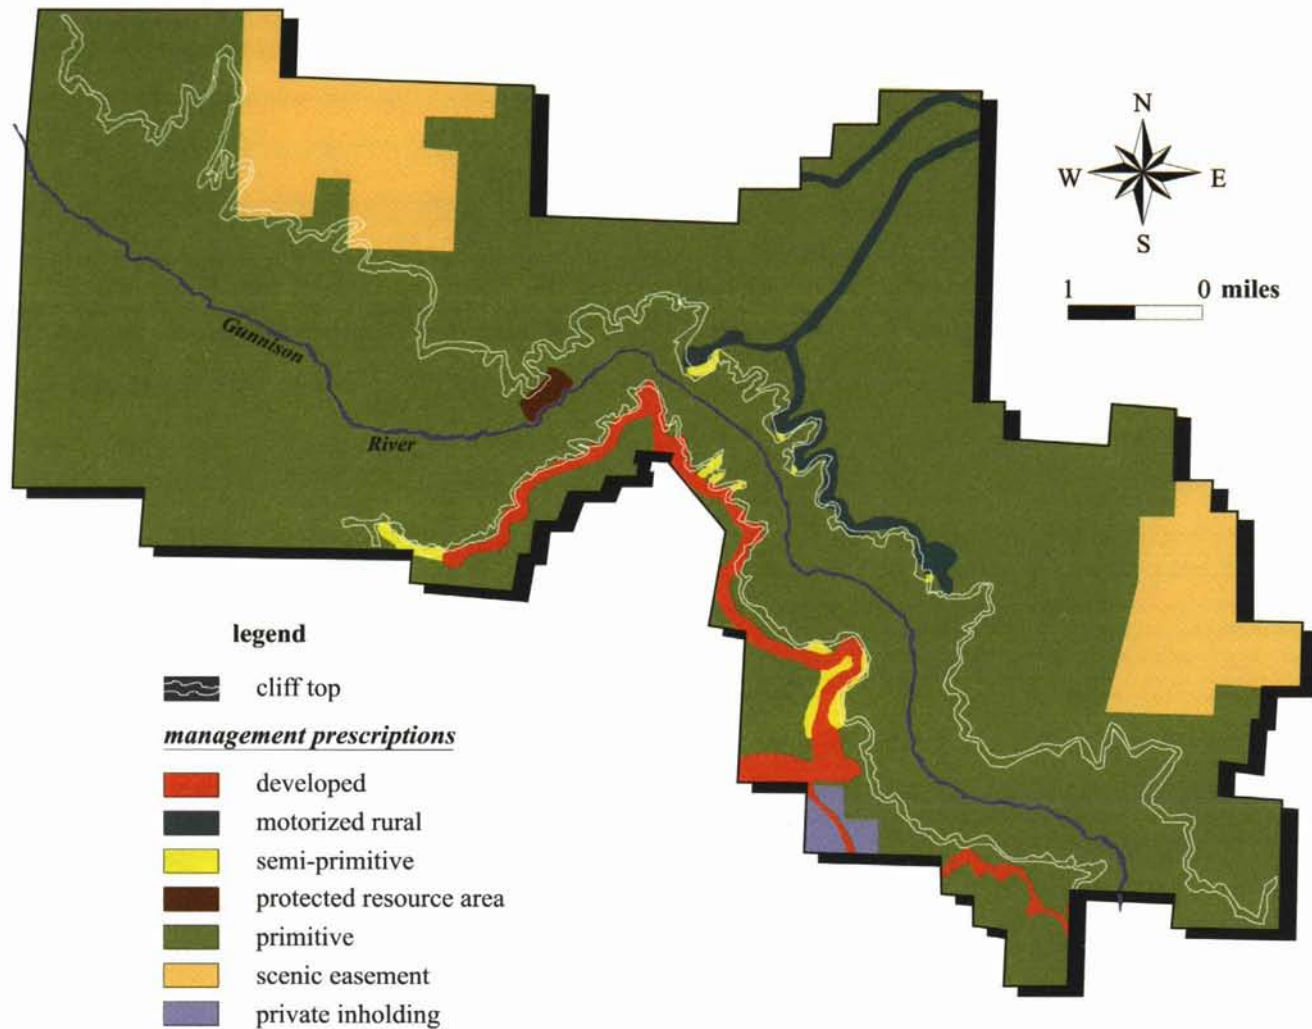 N
W E
S
1 0 miles
Gunnison
River
legend
cliff top
management prescriptions
developed
motorized rural
semi-primitive
protected resource area
primitive
scenic easement
private inholding